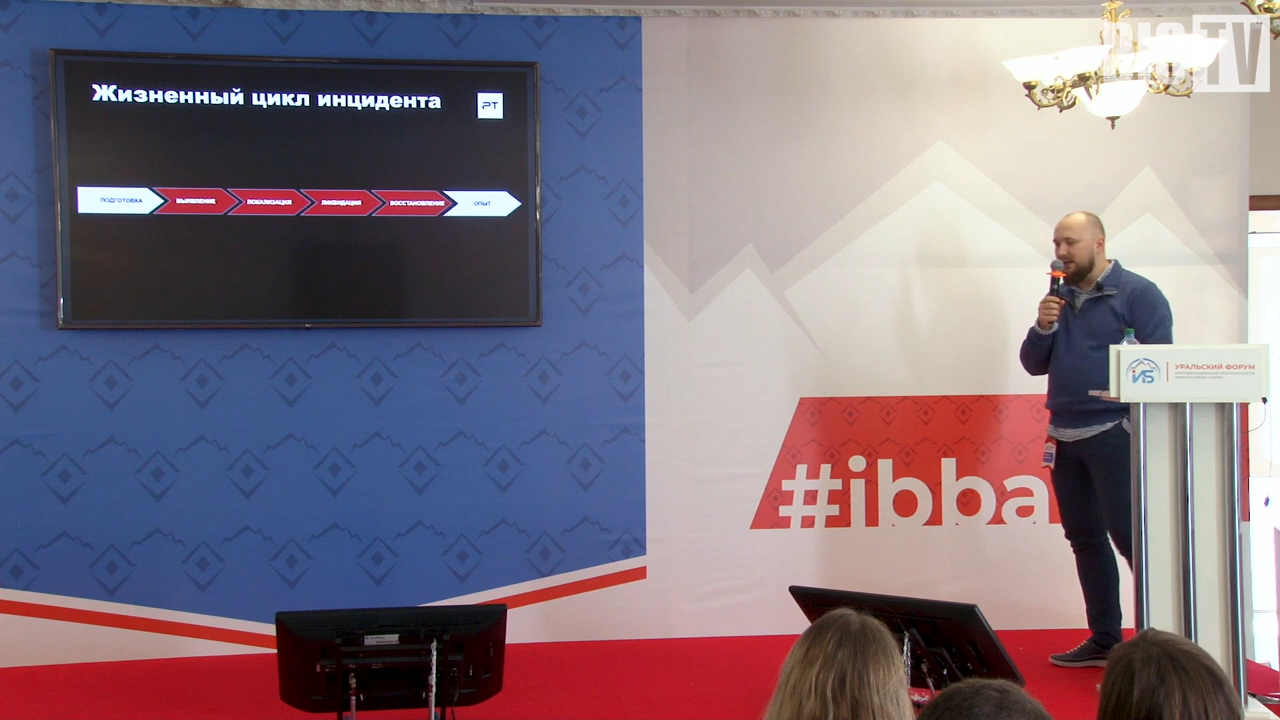 Жизненный цикл инцидента
PT
ПОДГОТОВКА
ВЫЯВЛЕНИЕ
ЛОКАЛИЗАЦИЯ
ЛИКВИДАЦИЯ
ВОССТАНОВЛЕНИЕ
ОПЫТ
TV
#ibba
ИБ
УРАЛЬСКИЙ ФОРУМ